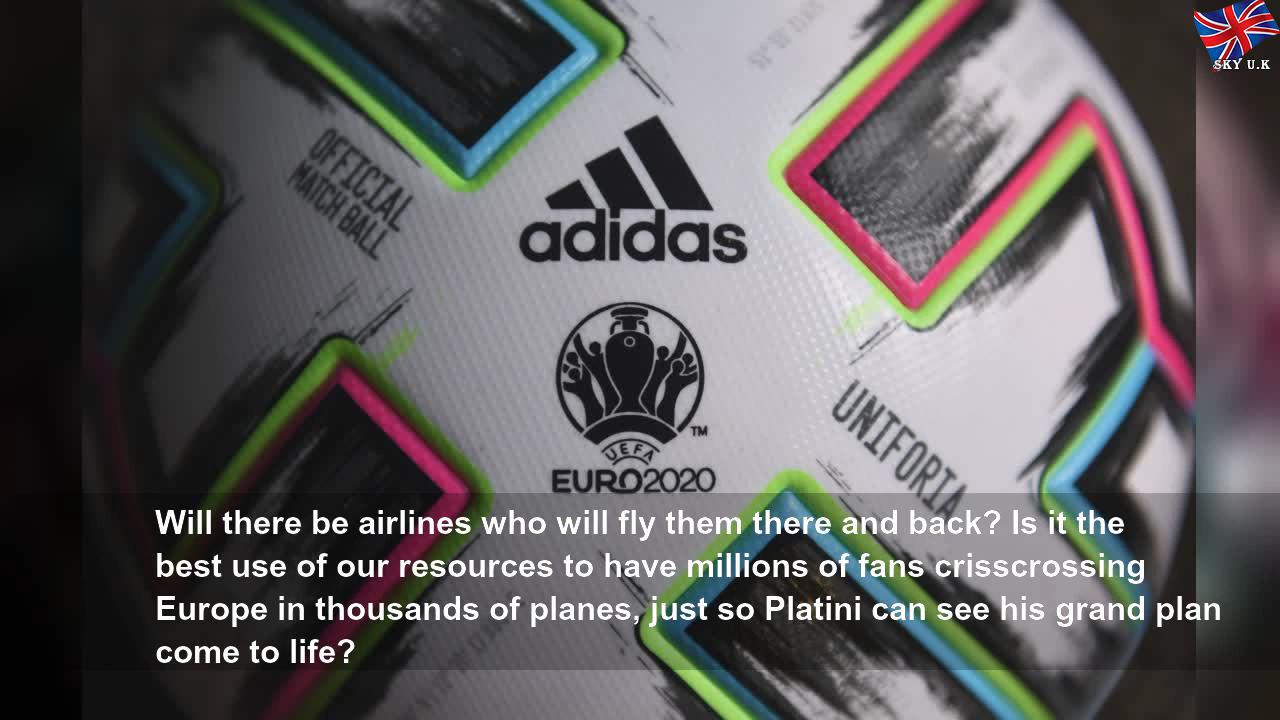 SKY U.K
OFFICIAL
MATCH BALL
adidas
UNIFORIA
TM
UEFA
EURO2020
Will there be airlines who will fly them there and back? Is it the
best use of our resources to have millions of fans crisscrossing
Europe in thousands of planes, just so Platini can see his grand plan
come to life?